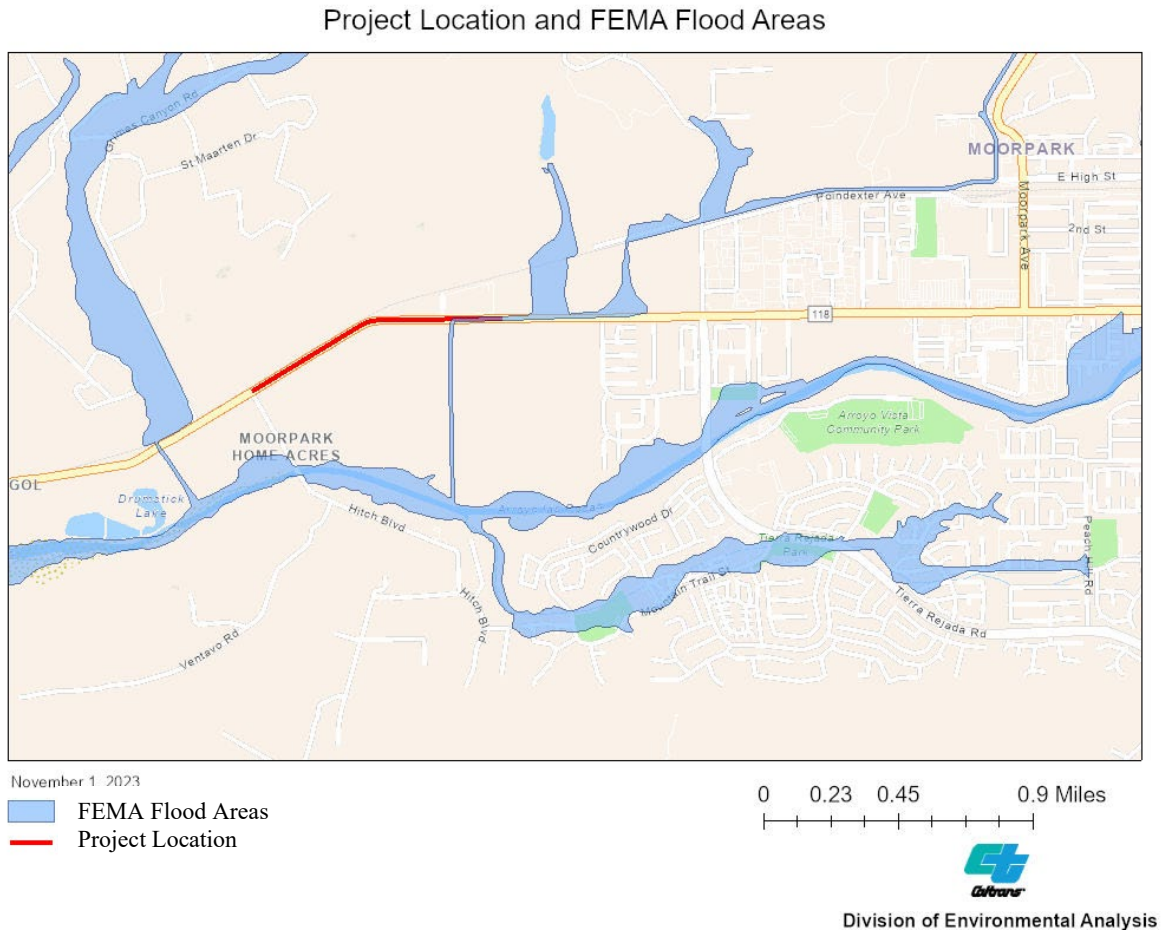 Project Location and FEMA Flood Areas
Grimes Canyon Rd
St Maarten Dr
MOORPARK
E High St
Poindexter Ave
Moorpark Ave
2nd St
118
MOORPARK
HOME ACRES
Arroyo Vista
Community Park
GOL
Drumstick
Lake
Hitch Blvd
Countrywood Dr
Tierra Rejada
Park
Peach Hill Rd
Mountain Trail St
Hitch Blvd
Tierra Rejada Rd
Ventavo Rd
November 1, 2023
FEMA Flood Areas
Project Location
0 0.23 0.45 0.9 Miles
Caltrans
Division of Environmental Analysis